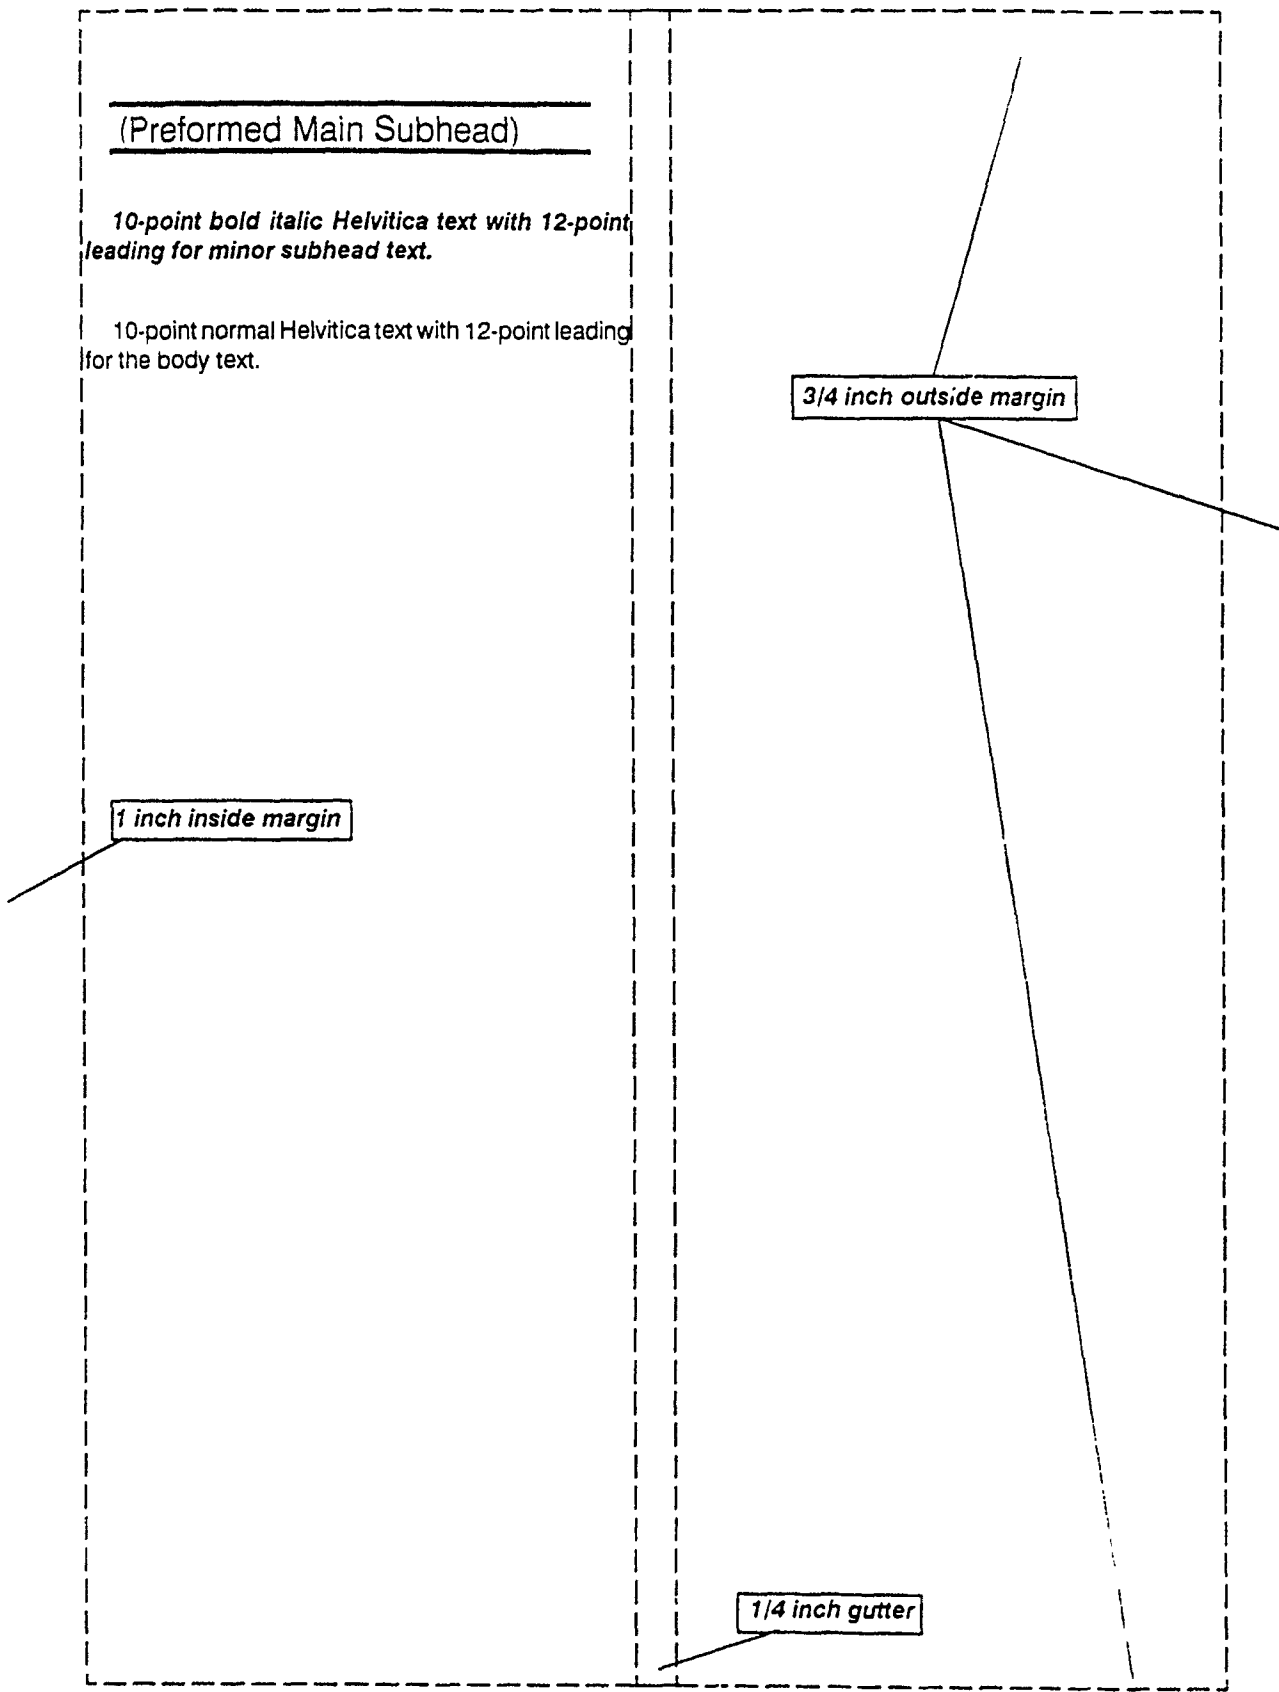 (Preformed Main Subhead)
10-point bold italic Helvitica text with 12-point
leading for minor subhead text.
10-point normal Helvitica text with 12-point leading
for the body text.
3/4 inch outside margin
1 inch inside margin
1/4 inch gutter